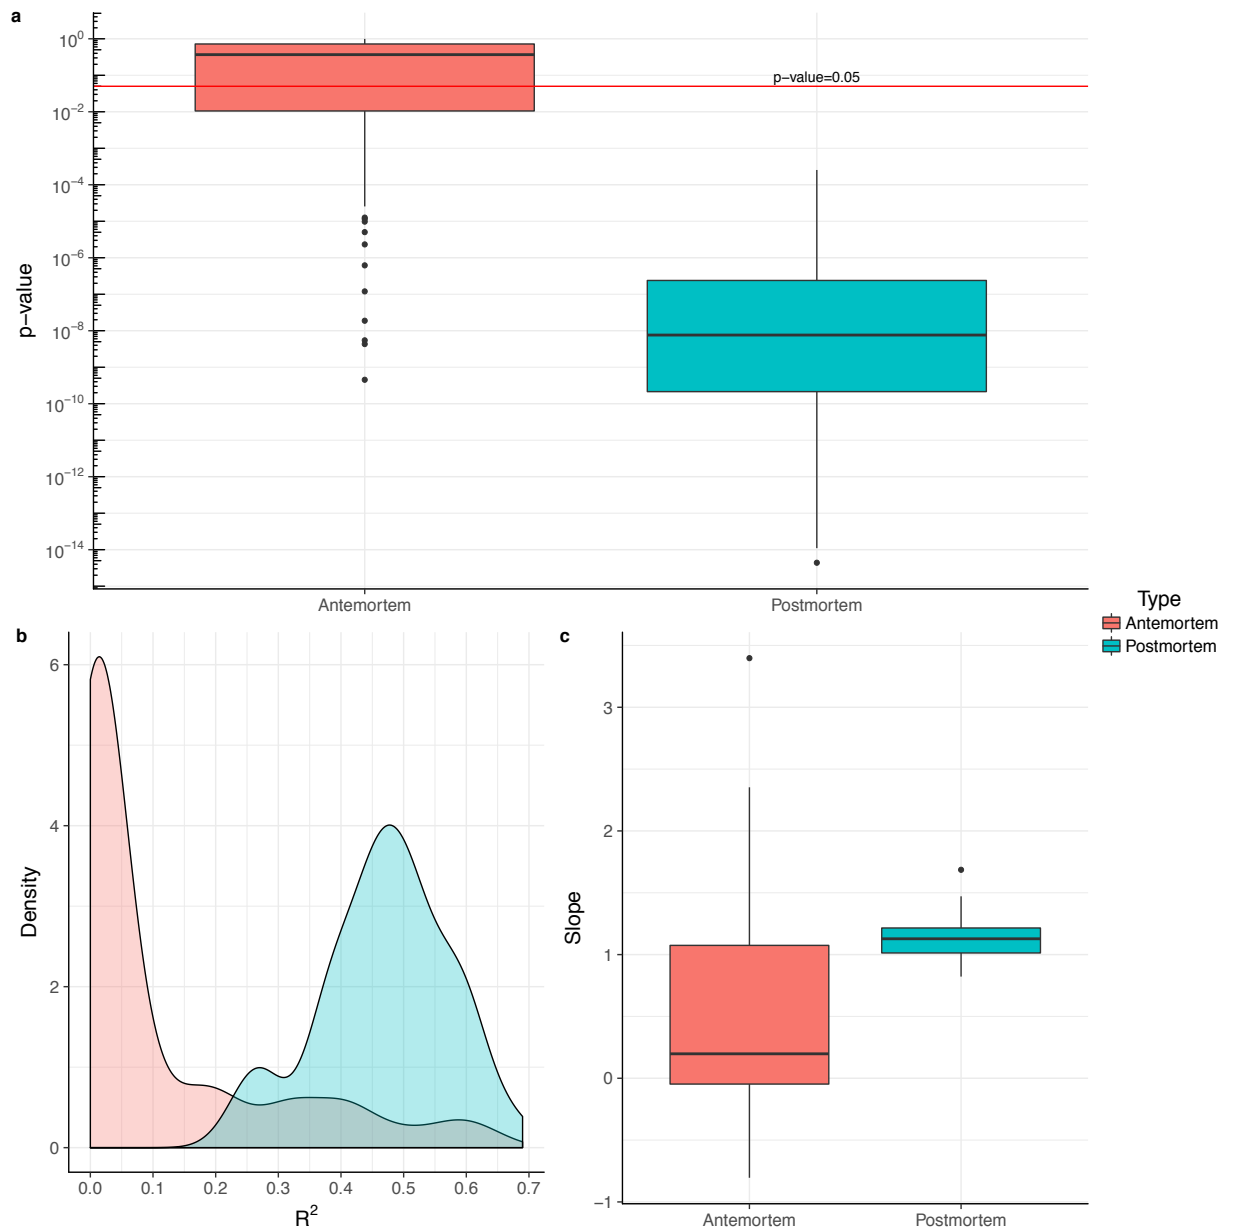 a
10^0
10^−2
10^−4
10^−6
10^−8
10^−10
10^−12
10^−14
p−value
p−value=0.05
Antemortem
Postmortem
Type
Antemortem
Postmortem
b
6
4
2
0
Density
0.0 0.1 0.2 0.3 0.4 0.5 0.6 0.7
R^2
c
3
2
1
0
−1
Slope
Antemortem
Postmortem